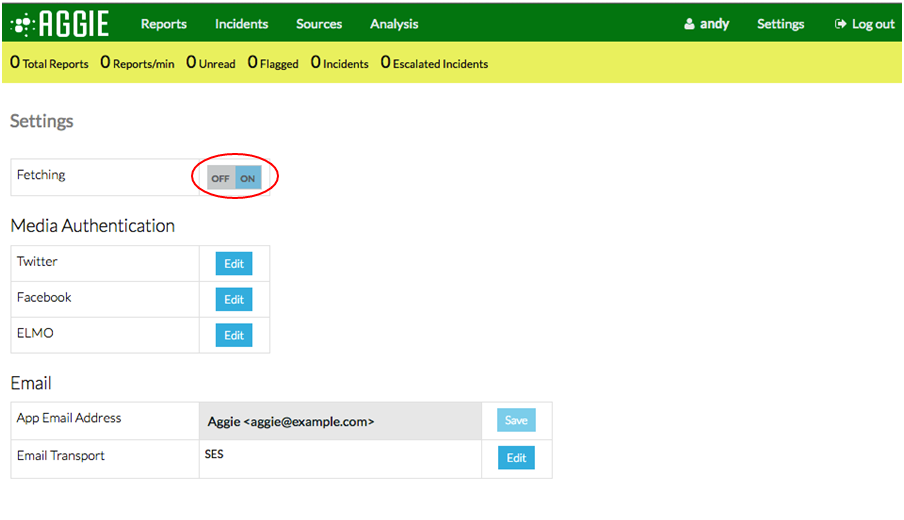 AGGIE Reports Incidents Sources Analysis andy Settings Log out
0 Total Reports 0 Reports/min 0 Unread 0 Flagged 0 Incidents 0 Escalated Incidents
Settings
Fetching OFF ON
Media Authentication
Twitter Edit
Facebook Edit
ELMO Edit
Email
App Email Address Aggie <aggie@example.com> Save
Email Transport SES Edit